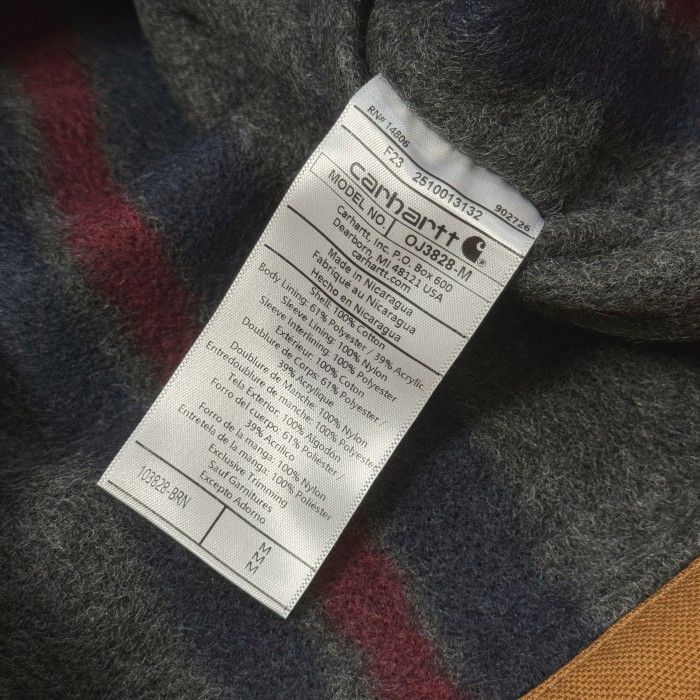 RN# 14806
F23 2510013132 902726
carhartt
MODEL NO. OJ3828-M
Carhartt, Inc. P.O. Box 600
Dearborn, MI 48121 USA
carhartt.com
Made in Nicaragua
Fabriqué au Nicaragua
Hecho en Nicaragua
Shell: 100% Cotton
Body Lining: 61% Polyester / 39% Acrylic
Sleeve Lining: 100% Nylon
Sleeve Interlining: 100% Polyester
Extérieur: 100% Coton
Doublure de Corps: 61% Polyester /
39% Acrylique
Doublure de Manche: 100% Nylon
Entredoublure de manche: 100% Polyester
Tela Exterior: 100% Algodón
Forro del cuerpo: 61% Poliester /
39% Acrilico
Forro de la manga: 100% Nylon
Entretela de la manga: 100% Poliéster
Exclusive Trimming
Sauf Garnitures
Excepto Adorno
103828-BRN
M
M
M